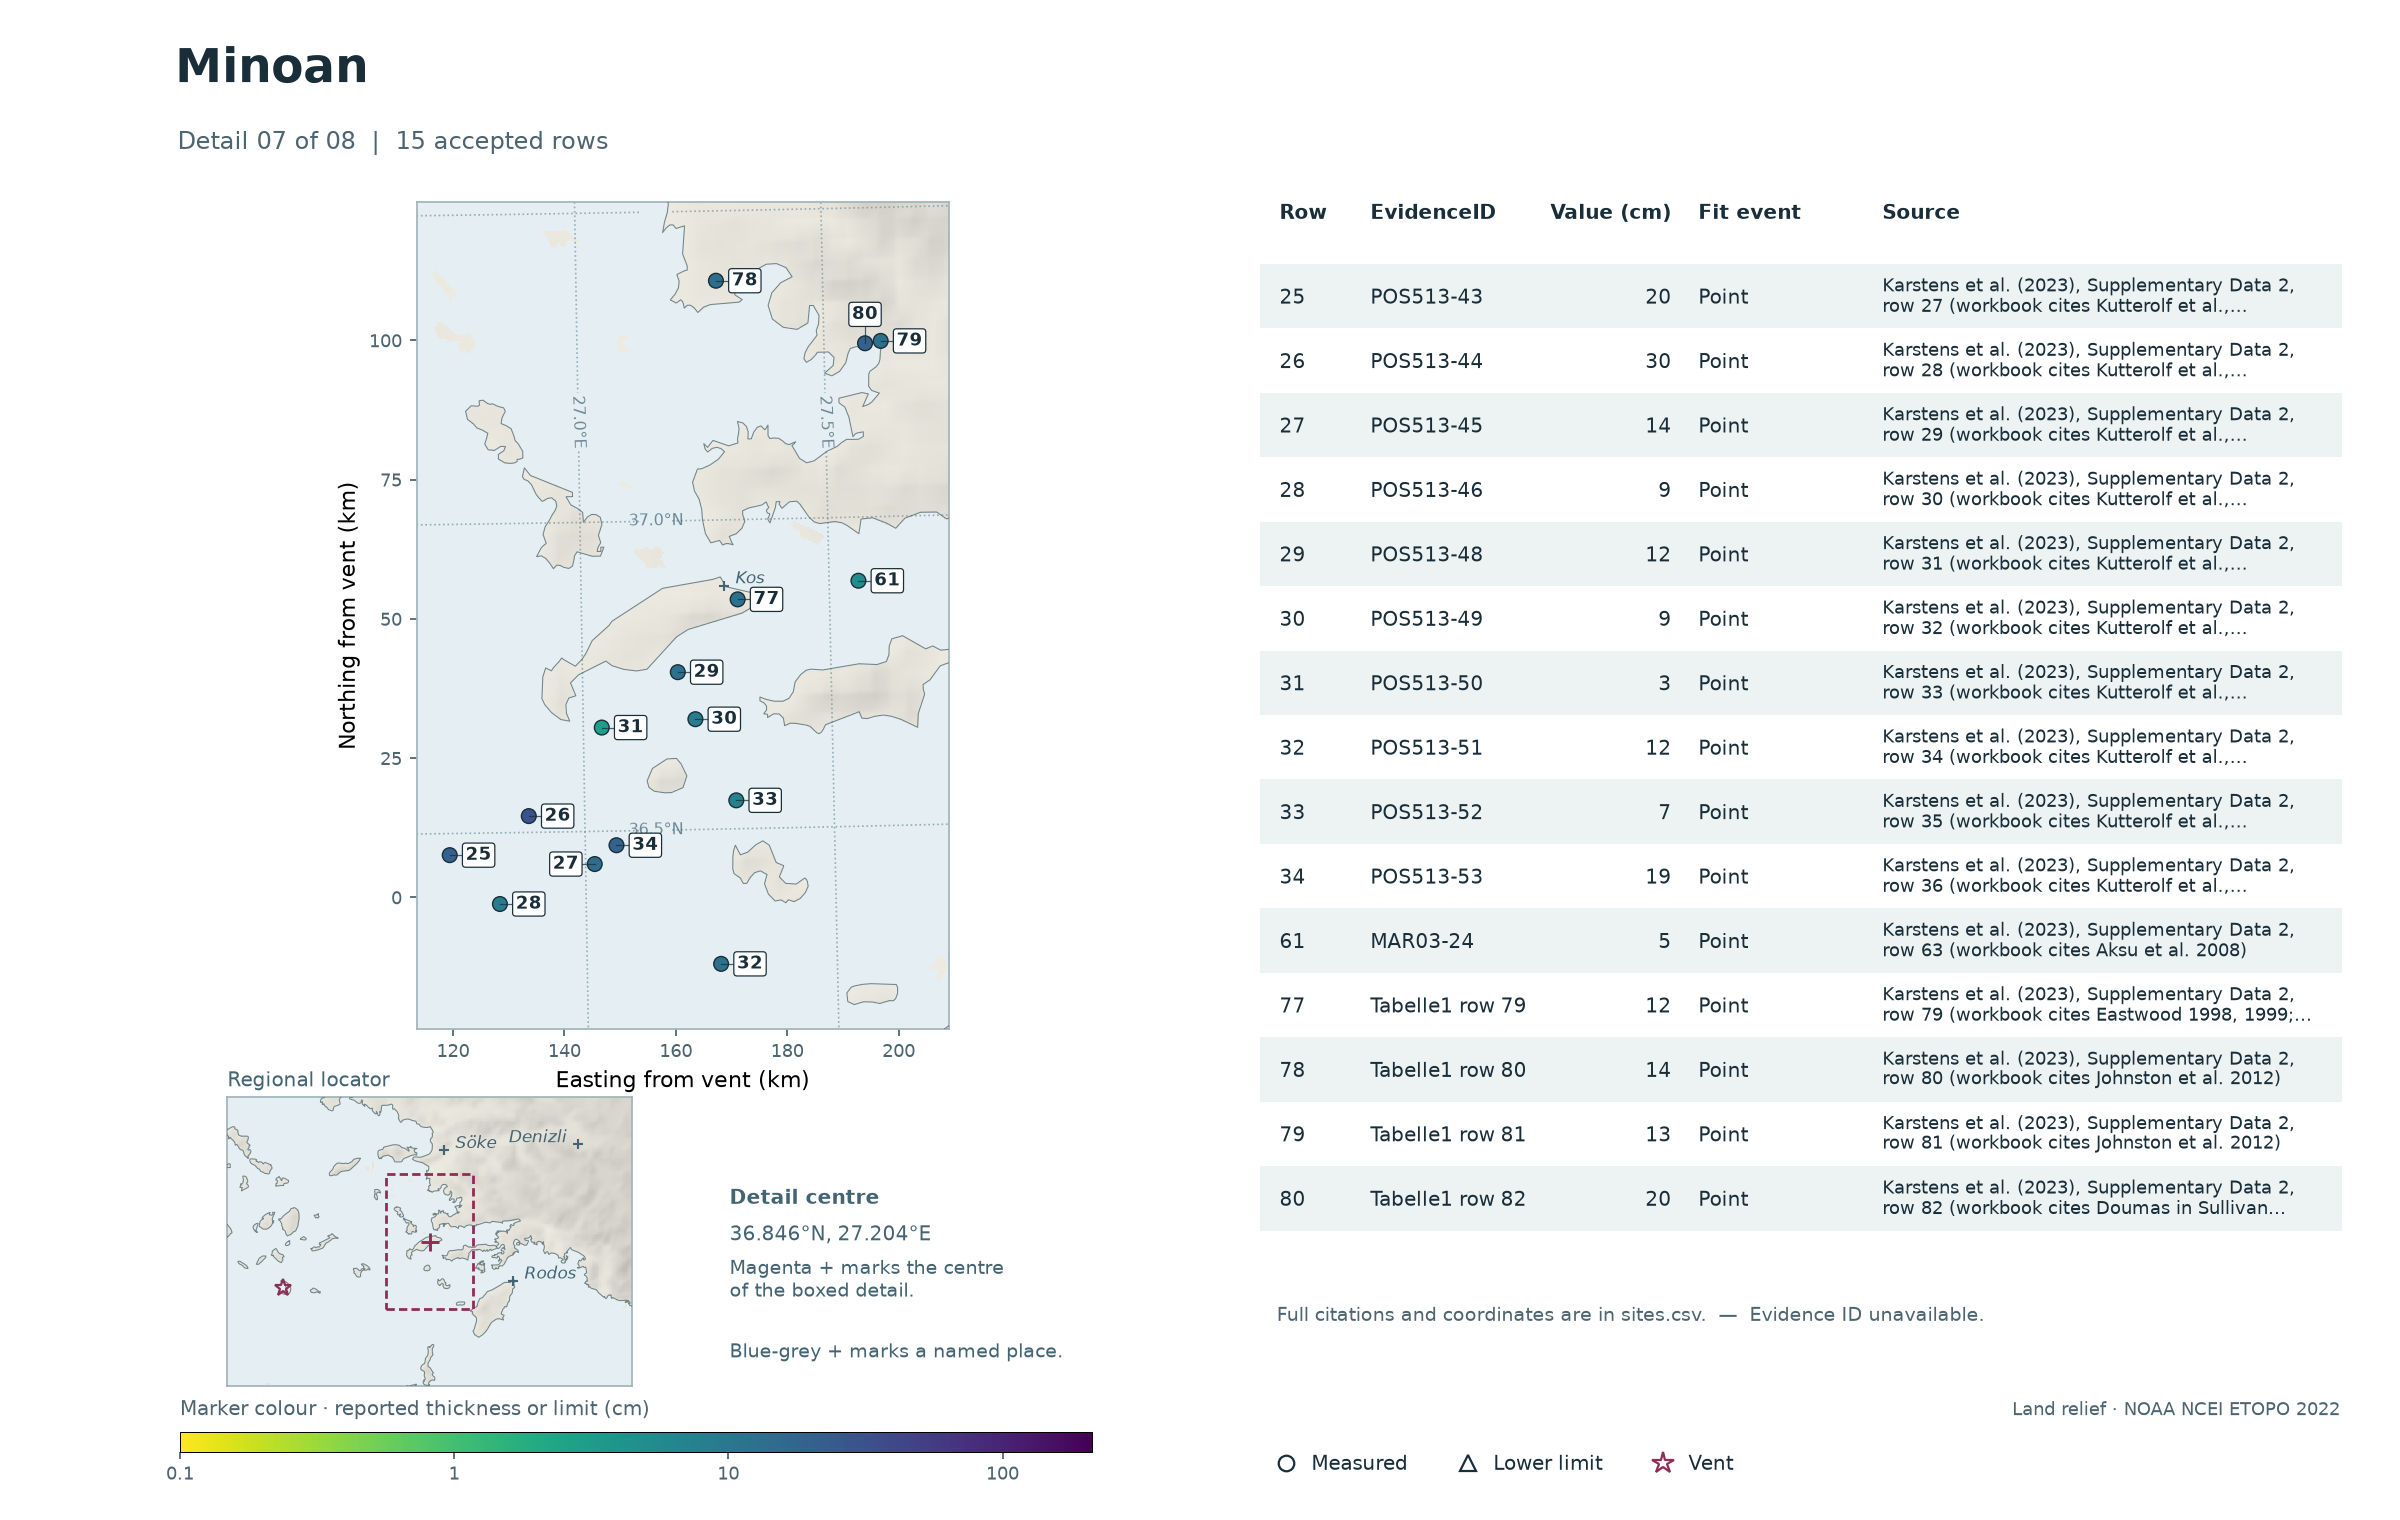 Minoan
Detail 07 of 08 | 15 accepted rows
Northing from vent (km)
100
75
50
25
0
27.0°E
27.5°E
37.0°N
36.5°N
Kos
78
80
79
61
77
29
30
31
33
26
34
25
27
28
32
120 140 160 180 200
Easting from vent (km)
Regional locator
Söke
Denizli
Rodos
Detail centre
36.846°N, 27.204°E
Magenta + marks the centre
of the boxed detail.
Blue-grey + marks a named place.
Marker colour · reported thickness or limit (cm)
0.1 1 10 100
Row EvidenceID Value (cm) Fit event Source
25 POS513-43 20 Point Karstens et al. (2023), Supplementary Data 2,
row 27 (workbook cites Kutterolf et al.,…
26 POS513-44 30 Point Karstens et al. (2023), Supplementary Data 2,
row 28 (workbook cites Kutterolf et al.,…
27 POS513-45 14 Point Karstens et al. (2023), Supplementary Data 2,
row 29 (workbook cites Kutterolf et al.,…
28 POS513-46 9 Point Karstens et al. (2023), Supplementary Data 2,
row 30 (workbook cites Kutterolf et al.,…
29 POS513-48 12 Point Karstens et al. (2023), Supplementary Data 2,
row 31 (workbook cites Kutterolf et al.,…
30 POS513-49 9 Point Karstens et al. (2023), Supplementary Data 2,
row 32 (workbook cites Kutterolf et al.,…
31 POS513-50 3 Point Karstens et al. (2023), Supplementary Data 2,
row 33 (workbook cites Kutterolf et al.,…
32 POS513-51 12 Point Karstens et al. (2023), Supplementary Data 2,
row 34 (workbook cites Kutterolf et al.,…
33 POS513-52 7 Point Karstens et al. (2023), Supplementary Data 2,
row 35 (workbook cites Kutterolf et al.,…
34 POS513-53 19 Point Karstens et al. (2023), Supplementary Data 2,
row 36 (workbook cites Kutterolf et al.,…
61 MAR03-24 5 Point Karstens et al. (2023), Supplementary Data 2,
row 63 (workbook cites Aksu et al. 2008)
77 Tabelle1 row 79 12 Point Karstens et al. (2023), Supplementary Data 2,
row 79 (workbook cites Eastwood 1998, 1999;…
78 Tabelle1 row 80 14 Point Karstens et al. (2023), Supplementary Data 2,
row 80 (workbook cites Johnston et al. 2012)
79 Tabelle1 row 81 13 Point Karstens et al. (2023), Supplementary Data 2,
row 81 (workbook cites Johnston et al. 2012)
80 Tabelle1 row 82 20 Point Karstens et al. (2023), Supplementary Data 2,
row 82 (workbook cites Doumas in Sullivan…
Full citations and coordinates are in sites.csv. — Evidence ID unavailable.
Land relief · NOAA NCEI ETOPO 2022
Measured Lower limit Vent